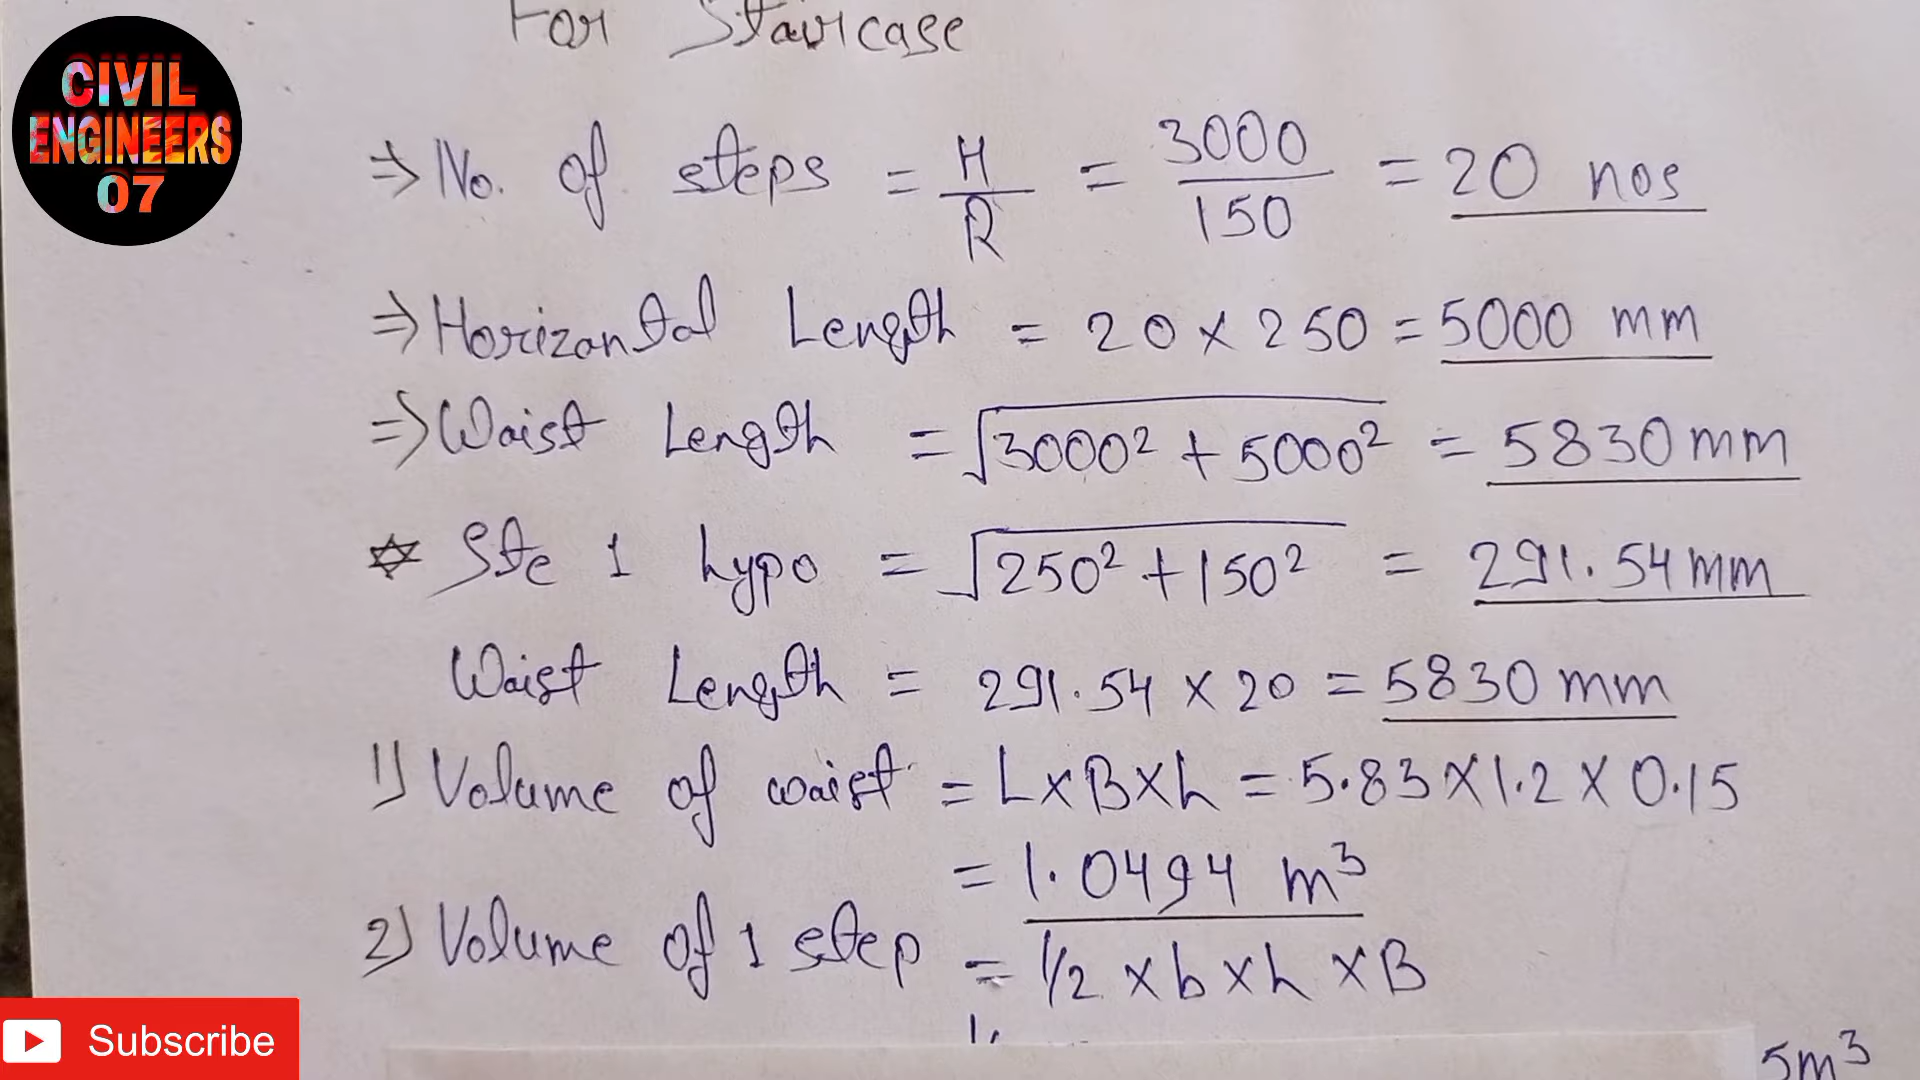 For Staircase
CIVIL
ENGINEERS
07
⇒ No. of steps = H/R = 3000/150 = 20 nos
⇒ Horizontal Length = 20 × 250 = 5000 mm
⇒ Waist Length = √3000² + 5000² = 5830 mm
✡ Ste 1 hypo = √250² + 150² = 291.54 mm
Waist Length = 291.54 × 20 = 5830 mm
1) Volume of waist = L×B×h = 5.83 × 1.2 × 0.15
= 1.0494 m³
2) Volume of 1 step = 1/2 × b × h × B
Subscribe
5m³